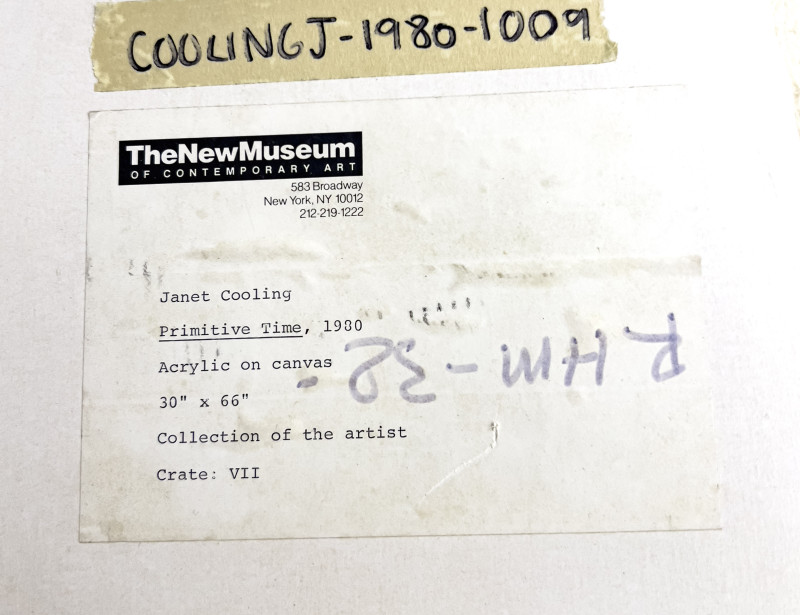 COOLINGJ-1980-1009
TheNewMuseum
OF CONTEMPORARY ART
583 Broadway
New York, NY 10012
212-219-1222
Janet Cooling
Primitive Time, 1980
Acrylic on canvas
30" x 66"
Collection of the artist
Crate: VII